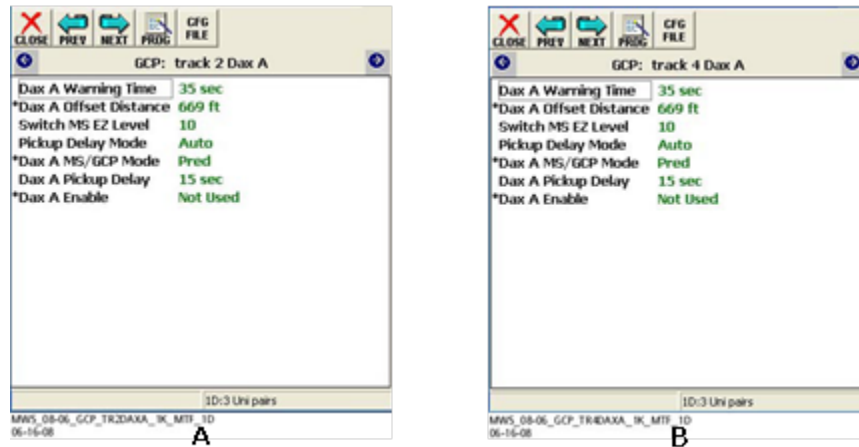 CLOSE PREV NEXT PROG CFG FILE
GCP: track 2 Dax A
Dax A Warning Time 35 sec
*Dax A Offset Distance 669 ft
Switch MS EZ Level 10
Pickup Delay Mode Auto
*Dax A MS/GCP Mode Pred
Dax A Pickup Delay 15 sec
*Dax A Enable Not Used
1D:3 Uni pairs
MWS_08-06_GCP_TR2DAXA_1K_MTF_1D
06-16-08
A
CLOSE PREV NEXT PROG CFG FILE
GCP: track 4 Dax A
Dax A Warning Time 35 sec
*Dax A Offset Distance 669 ft
Switch MS EZ Level 10
Pickup Delay Mode Auto
*Dax A MS/GCP Mode Pred
Dax A Pickup Delay 15 sec
*Dax A Enable Not Used
1D:3 Uni pairs
MWS_08-06_GCP_TR4DAXA_1K_MTF_1D
06-16-08
B